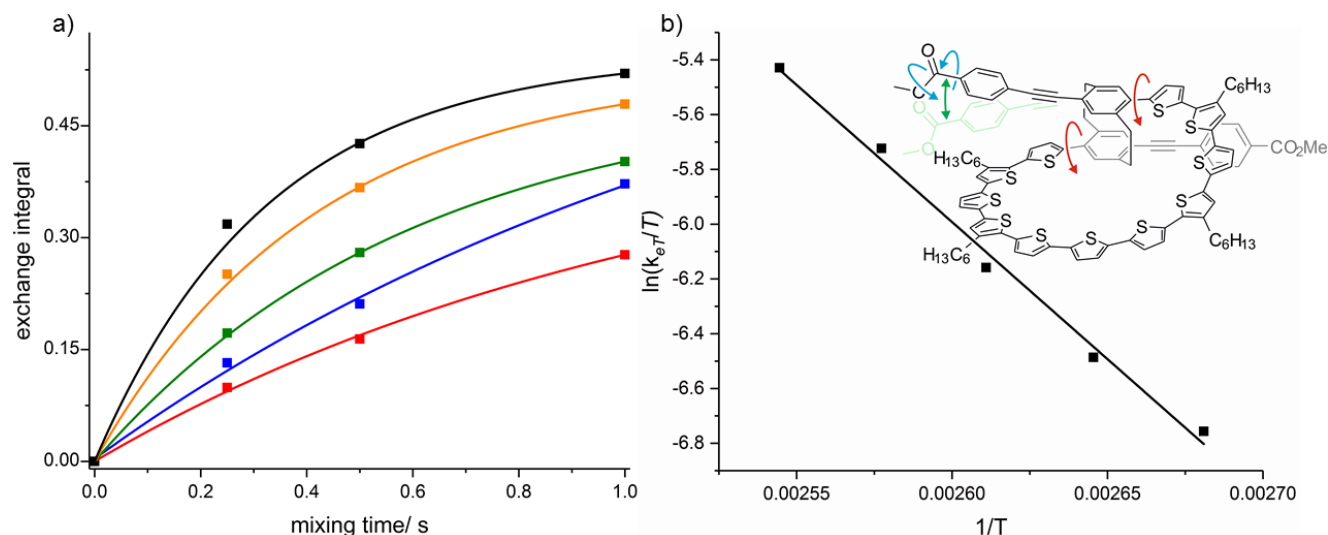 a)
0.45
0.30
0.15
0.00
exchange integral
0.0 0.2 0.4 0.6 0.8 1.0
mixing time/ s
b)
-5.4
-5.6
-5.8
-6.0
-6.2
-6.4
-6.6
-6.8
ln(k_eT/T)
0.00255 0.00260 0.00265 0.00270
1/T
O
O
O
O
C6H13
S
S
S
S
CO2Me
H13C6
S
S
S
S
S
S
S
S
H13C6
C6H13